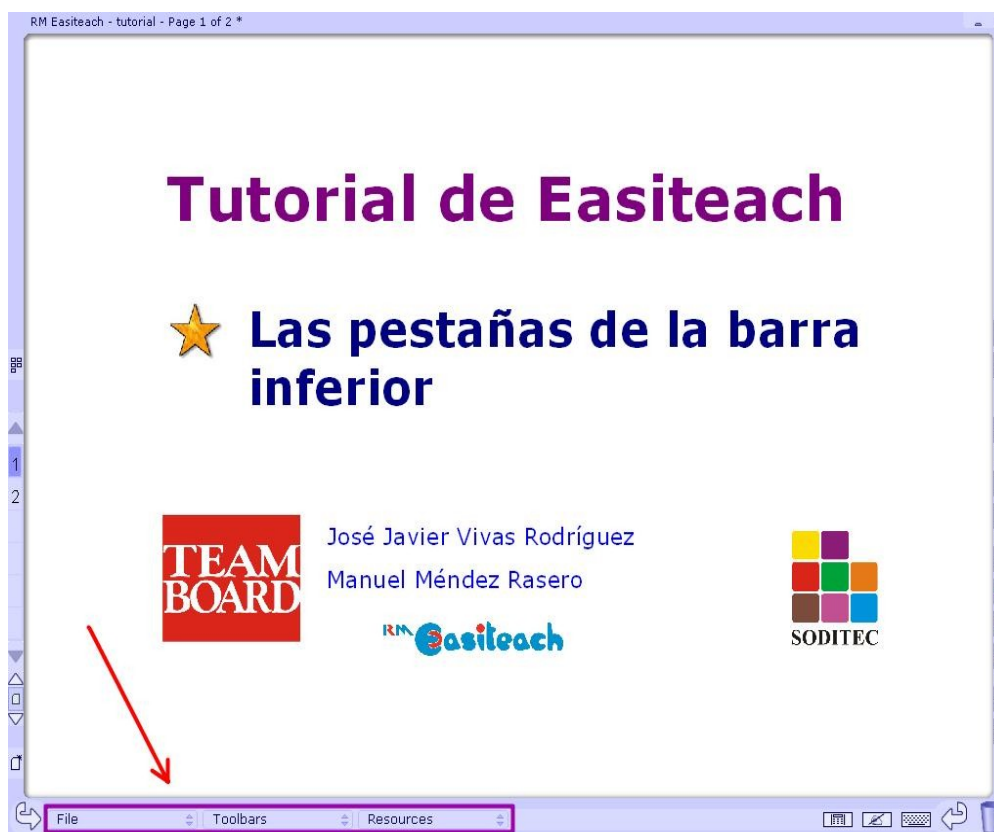 RM Easiteach - tutorial - Page 1 of 2 *
Tutorial de Easiteach
Las pestañas de la barra
inferior
1
2
TEAM
BOARD
José Javier Vivas Rodríguez
Manuel Méndez Rasero
RM Easiteach
SODITEC
File
Toolbars
Resources